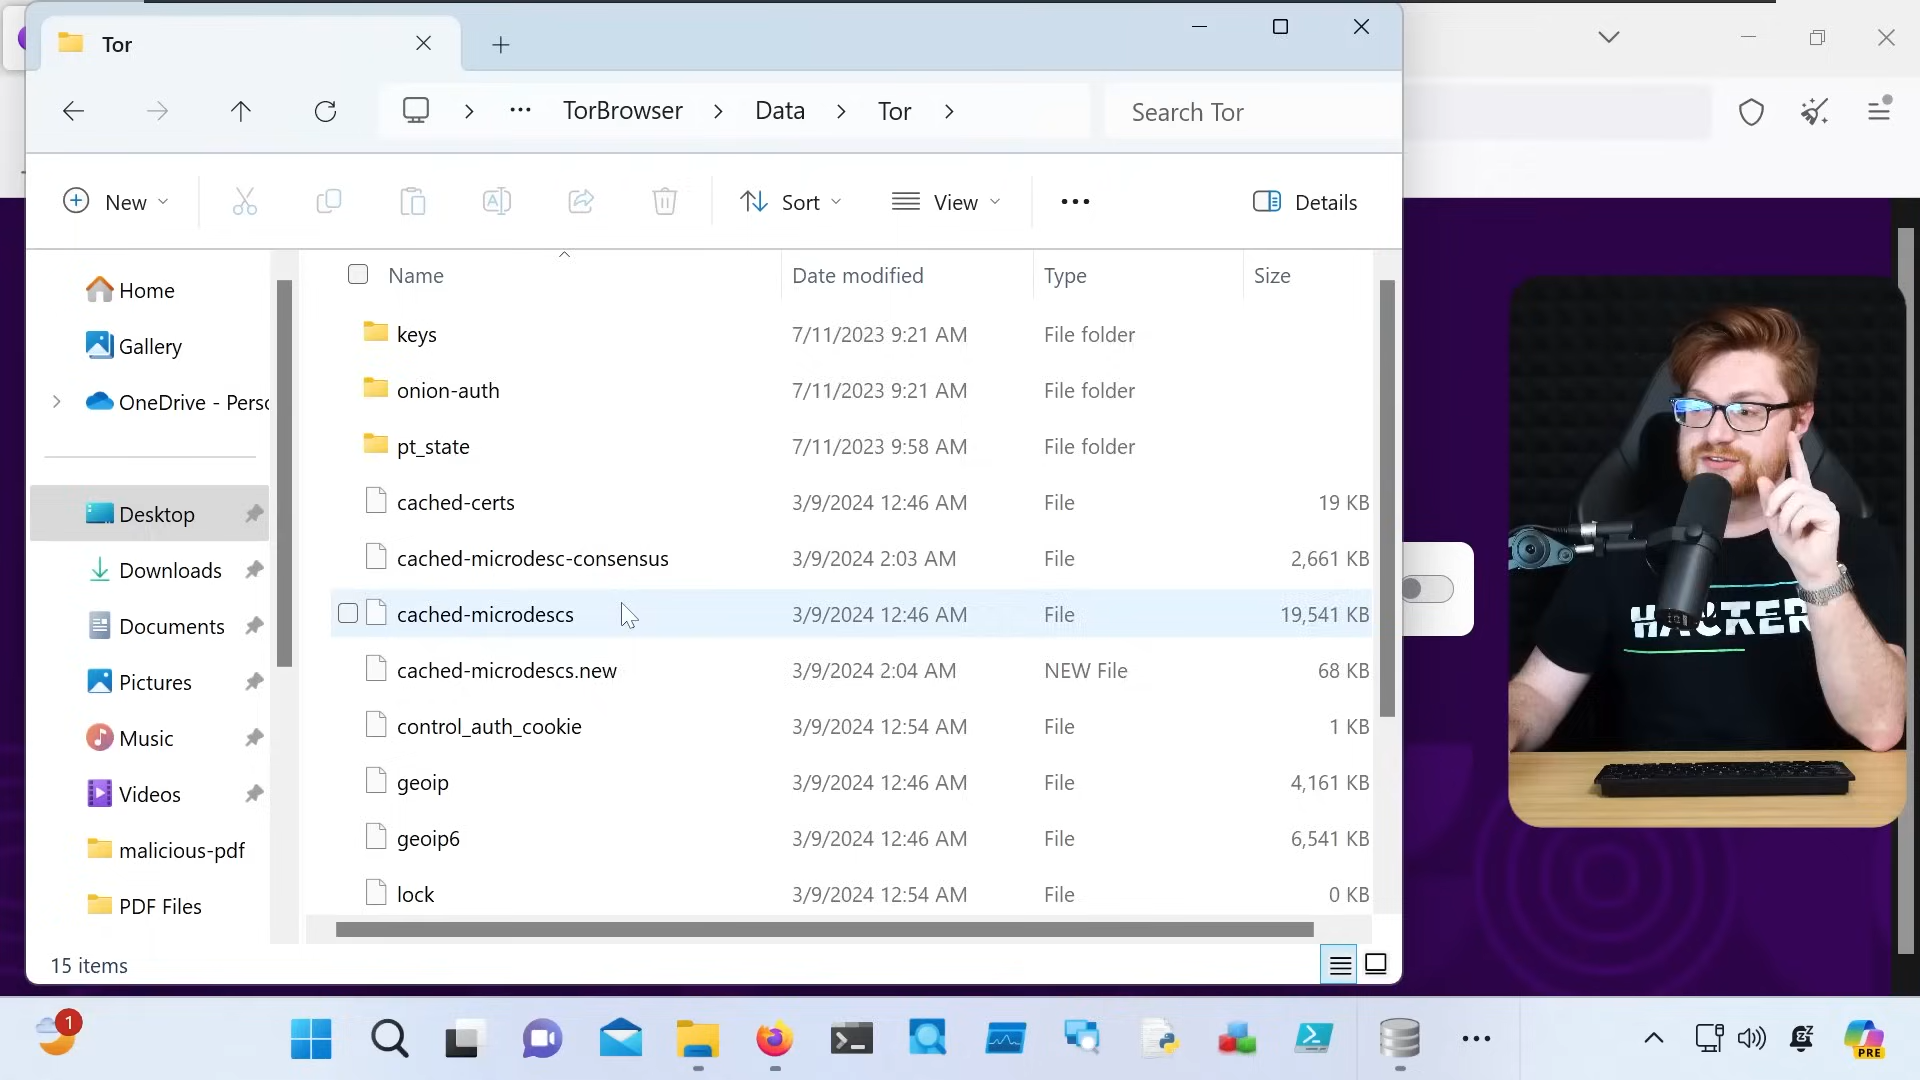 Tor
TorBrowser
Data
Tor
Search Tor
New
Sort
View
Details
Home
Gallery
OneDrive - Perso
Desktop
Downloads
Documents
Pictures
Music
Videos
malicious-pdf
PDF Files
Name Date modified Type Size
keys 7/11/2023 9:21 AM File folder
onion-auth 7/11/2023 9:21 AM File folder
pt_state 7/11/2023 9:58 AM File folder
cached-certs 3/9/2024 12:46 AM File 19 KB
cached-microdesc-consensus 3/9/2024 2:03 AM File 2,661 KB
cached-microdescs 3/9/2024 12:46 AM File 19,541 KB
cached-microdescs.new 3/9/2024 2:04 AM NEW File 68 KB
control_auth_cookie 3/9/2024 12:54 AM File 1 KB
geoip 3/9/2024 12:46 AM File 4,161 KB
geoip6 3/9/2024 12:46 AM File 6,541 KB
lock 3/9/2024 12:54 AM File 0 KB
15 items
HACKER
1
PRE